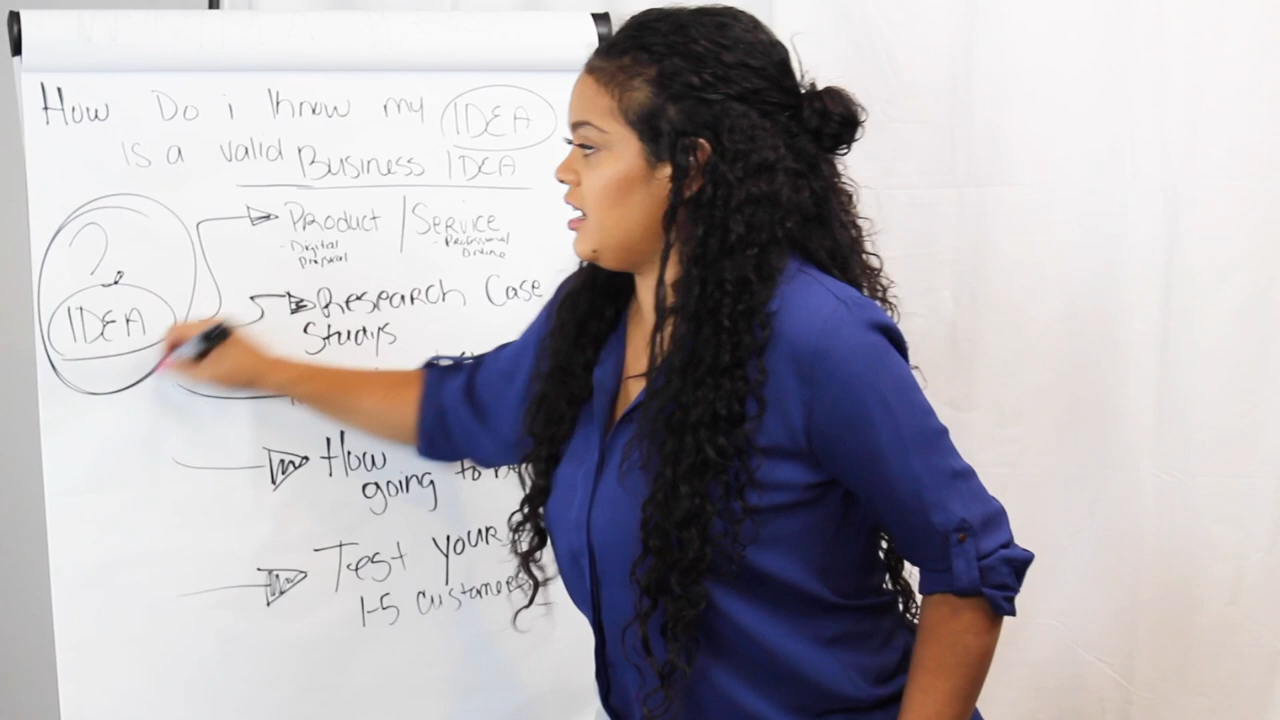 How Do i know my IDEA
is a valid Business IDEA
Product / Service
- Digital
physical
- Professional
Online
Research Case
Studys
?
IDEA
How
going to be
Test your
1-5 customers